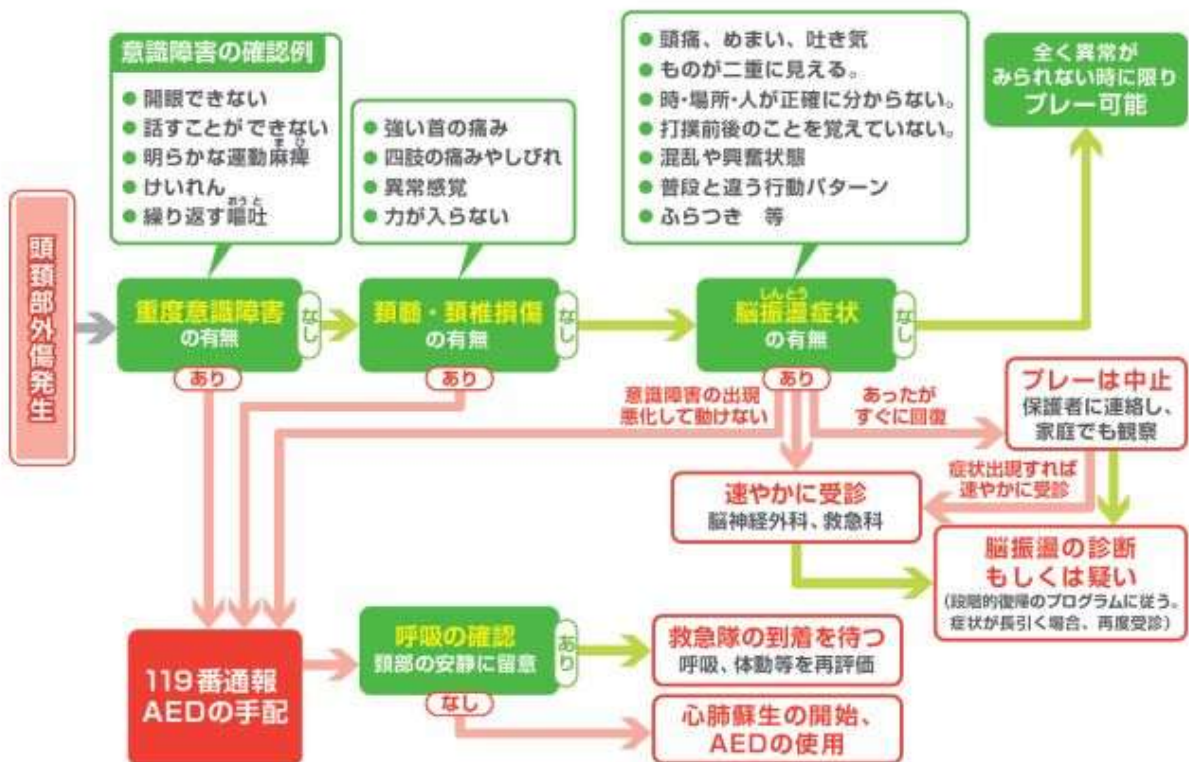 頭頚部外傷発生
意識障害の確認例
● 開眼できない
● 話すことができない
● 明らかな運動麻痺
まひ
● けいれん
● 繰り返す嘔吐
おうと
● 強い首の痛み
● 四肢の痛みやしびれ
● 異常感覚
● 力が入らない
● 頭痛、めまい、吐き気
● ものが二重に見える。
● 時・場所・人が正確に分からない。
● 打撲前後のことを覚えていない。
● 混乱や興奮状態
● 普段と違う行動パターン
● ふらつき 等
全く異常が
みられない時に限り
プレー可能
重度意識障害
の有無
なし
あり
頚髄・頚椎損傷
の有無
なし
あり
しんとう
脳振盪症状
の有無
なし
あり
意識障害の出現
悪化して動けない
あったが
すぐに回復
プレーは中止
保護者に連絡し、
家庭でも観察
症状出現すれば
速やかに受診
速やかに受診
脳神経外科、救急科
脳振盪の診断
もしくは疑い
(段階的復帰のプログラムに従う。
症状が長引く場合、再度受診)
119番通報
AEDの手配
呼吸の確認
頚部の安静に留意
あり
なし
救急隊の到着を待つ
呼吸、体動等を再評価
心肺蘇生の開始、
AEDの使用